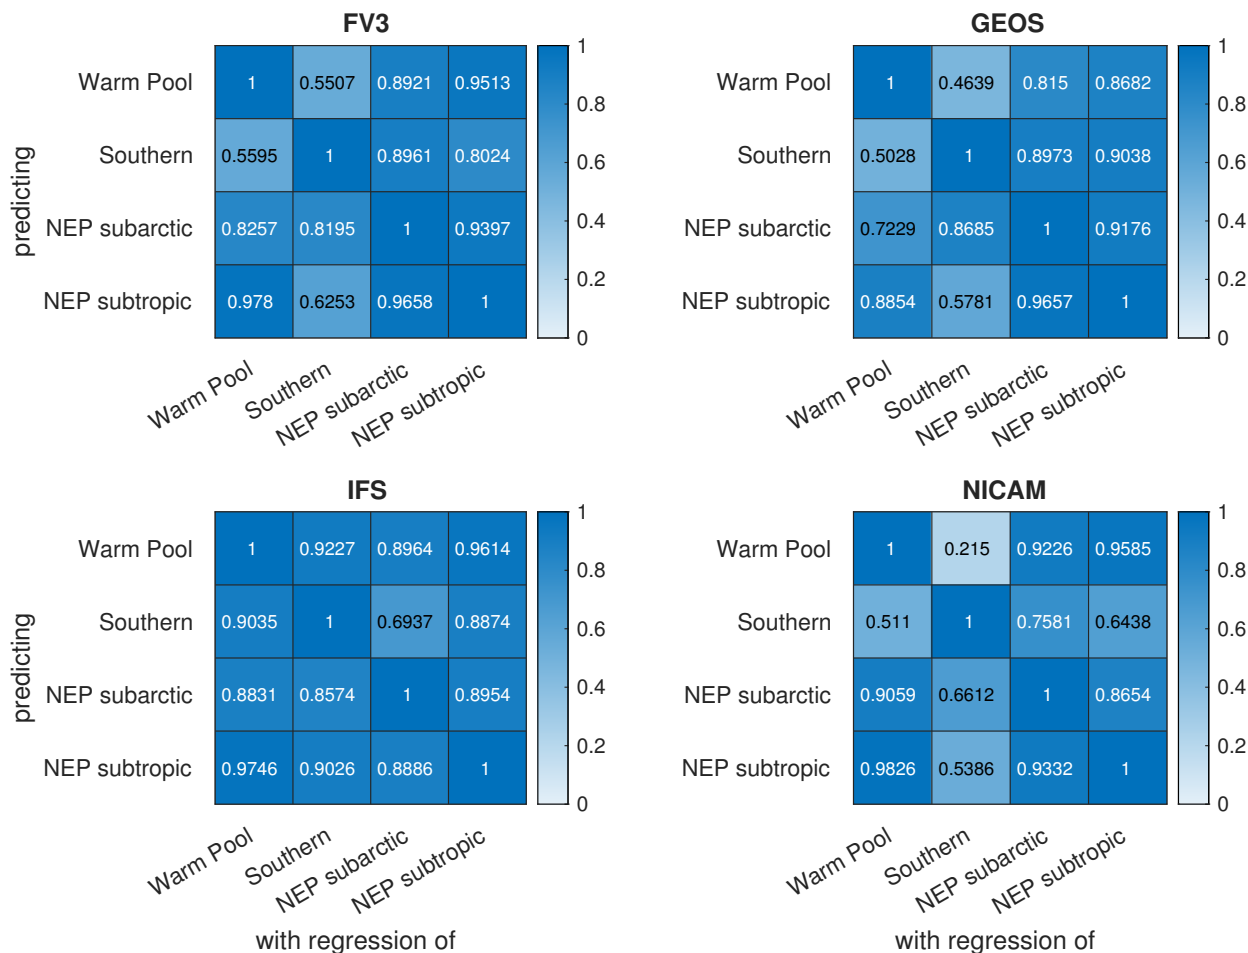 FV3
predicting
Warm Pool 1 0.5507 0.8921 0.9513
Southern 0.5595 1 0.8961 0.8024
NEP subarctic 0.8257 0.8195 1 0.9397
NEP subtropic 0.978 0.6253 0.9658 1
Warm Pool Southern NEP subarctic NEP subtropic
1
0.8
0.6
0.4
0.2
0
GEOS
Warm Pool 1 0.4639 0.815 0.8682
Southern 0.5028 1 0.8973 0.9038
NEP subarctic 0.7229 0.8685 1 0.9176
NEP subtropic 0.8854 0.5781 0.9657 1
Warm Pool Southern NEP subarctic NEP subtropic
1
0.8
0.6
0.4
0.2
0
IFS
predicting
Warm Pool 1 0.9227 0.8964 0.9614
Southern 0.9035 1 0.6937 0.8874
NEP subarctic 0.8831 0.8574 1 0.8954
NEP subtropic 0.9746 0.9026 0.8886 1
Warm Pool Southern NEP subarctic NEP subtropic
with regression of
1
0.8
0.6
0.4
0.2
0
NICAM
Warm Pool 1 0.215 0.9226 0.9585
Southern 0.511 1 0.7581 0.6438
NEP subarctic 0.9059 0.6612 1 0.8654
NEP subtropic 0.9826 0.5386 0.9332 1
Warm Pool Southern NEP subarctic NEP subtropic
with regression of
1
0.8
0.6
0.4
0.2
0